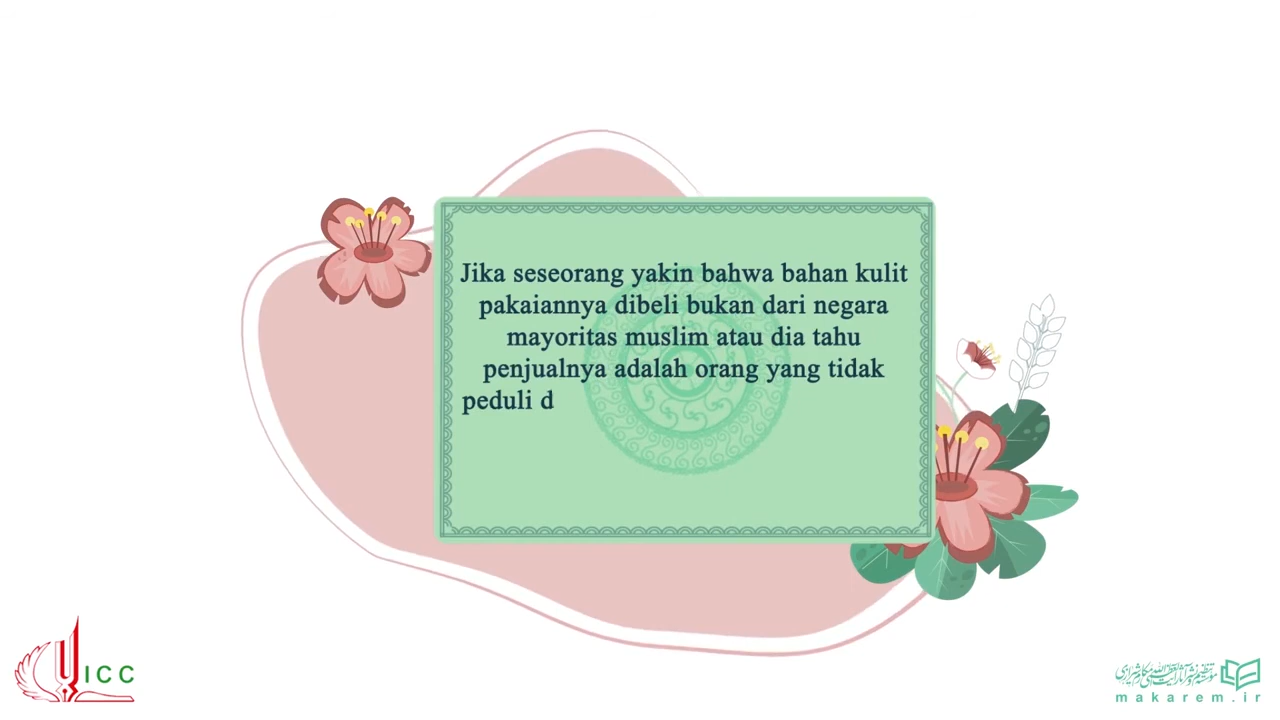 Jika seseorang yakin bahwa bahan kulit
pakaiannya dibeli bukan dari negara
mayoritas muslim atau dia tahu
penjualnya adalah orang yang tidak
peduli d
ICC
makarem.ir